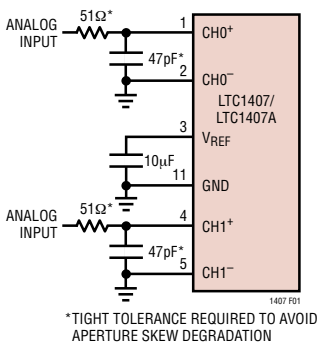 ANALOG
INPUT
51Ω*
1
CH0+
47pF*
2
CH0–
LTC1407/
LTC1407A
3
VREF
10µF
11
GND
ANALOG
INPUT
51Ω*
4
CH1+
47pF*
5
CH1–
1407 F01
*TIGHT TOLERANCE REQUIRED TO AVOID
APERTURE SKEW DEGRADATION